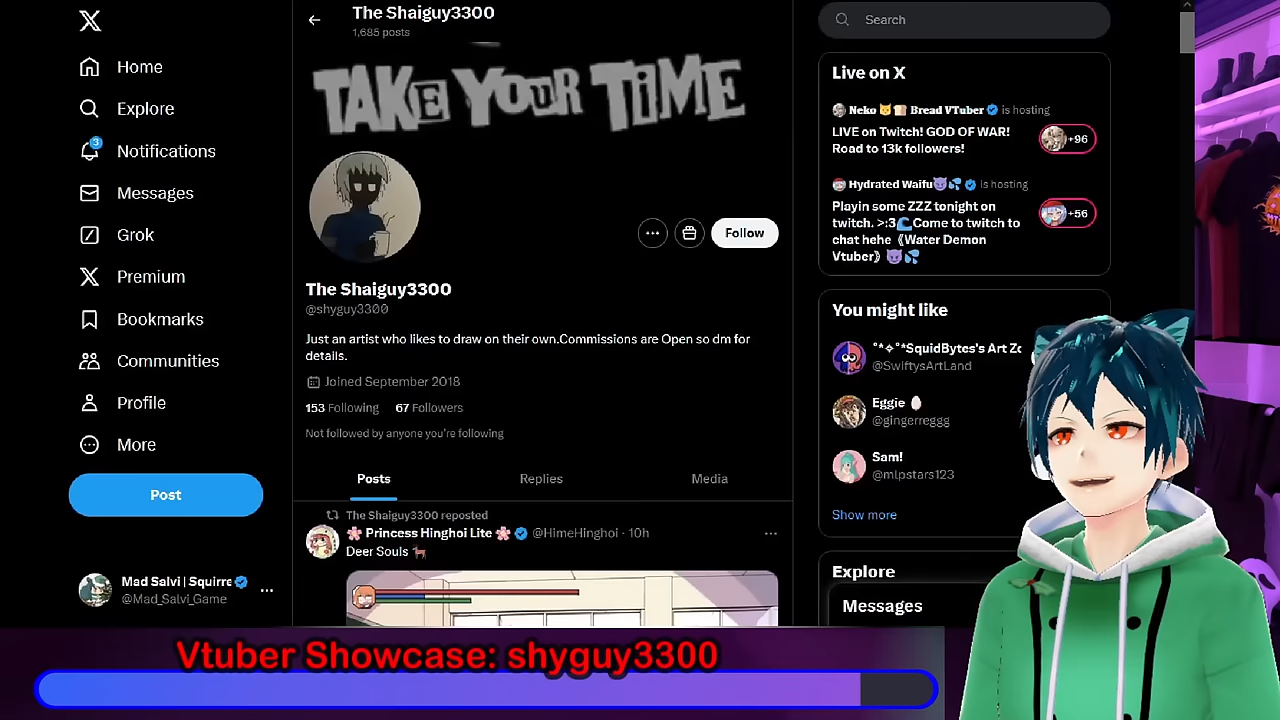 Home
Explore
3
Notifications
Messages
Grok
Premium
Bookmarks
Communities
Profile
More
Post
Mad Salvi | Squirre
@Mad_Salvi_Game
The Shaiguy3300
1,685 posts
TAKE YOUR TIME
Follow
The Shaiguy3300
@shyguy3300
Just an artist who likes to draw on their own.Commissions are Open so dm for
details.
Joined September 2018
153 Following 67 Followers
Not followed by anyone you're following
Posts Replies Media
The Shaiguy3300 reposted
🌸 Princess Hinghoi Lite 🌸 @HimeHinghoi · 10h
Deer Souls 🦌
Search
Live on X
Neko 🐱🍞 Bread VTuber is hosting
LIVE on Twitch! GOD OF WAR!
Road to 13k followers!
+96
Hydrated Waifu😈💦 is hosting
Playin some ZZZ tonight on
twitch. >:3🌊Come to twitch to
chat hehe 《Water Demon
Vtuber》😈💦
+56
You might like
°*✧°*SquidBytes's Art Zo
@SwiftysArtLand
Eggie 🥚
@gingerreggg
Sam!
@mlpstars123
Show more
Explore
Messages
Vtuber Showcase: shyguy3300